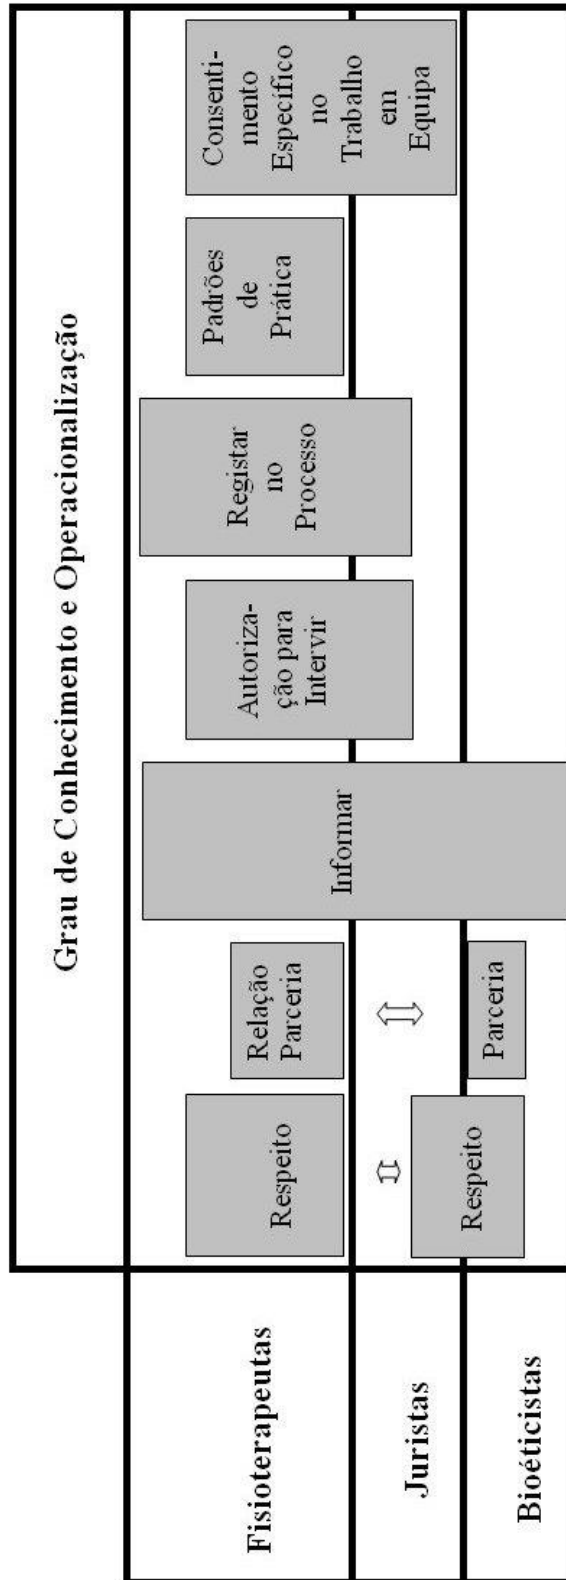 Grau de Conhecimento e Operacionalização
Fisioterapeutas
Respeito
Relação
Parceria
Informar
Autoriza-
ção para
Intervir
Registar
no
Processo
Padrões
de
Prática
Consenti-
mento
Específico
no
Trabalho
em
Equipa
Juristas
Respeito
Bioéticistas
Parceria